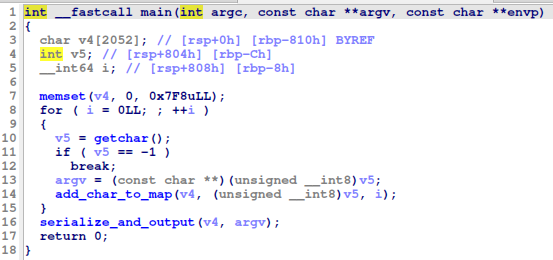 1 int __fastcall main(int argc, const char **argv, const char **envp)
2 {
3 char v4[2052]; // [rsp+0h] [rbp-810h] BYREF
4 int v5; // [rsp+804h] [rbp-Ch]
5 __int64 i; // [rsp+808h] [rbp-8h]
6
7 memset(v4, 0, 0x7F8uLL);
8 for ( i = 0LL; ; ++i )
9 {
10 v5 = getchar();
11 if ( v5 == -1 )
12 break;
13 argv = (const char **)(unsigned __int8)v5;
14 add_char_to_map(v4, (unsigned __int8)v5, i);
15 }
16 serialize_and_output(v4, argv);
17 return 0;
18 }